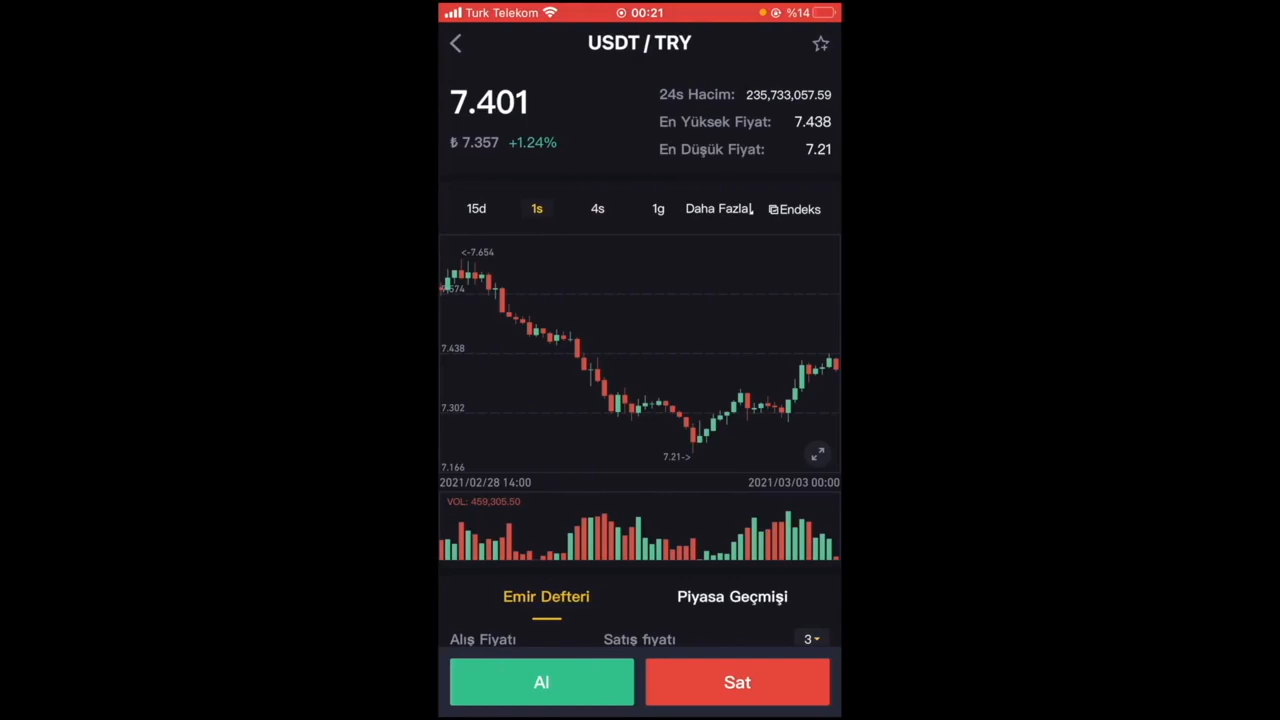 Turk Telekom 00:21 %14
USDT / TRY
7.401
₺ 7.357 +1.24%
24s Hacim: 235,733,057.59
En Yüksek Fiyat: 7.438
En Düşük Fiyat: 7.21
15d 1s 4s 1g Daha Fazla Endeks
<-7.654
7.574
7.438
7.302
7.21->
7.166
2021/02/28 14:00 2021/03/03 00:00
VOL: 459,305.50
Emir Defteri Piyasa Geçmişi
Alış Fiyatı Satış fiyatı 3
Al Sat